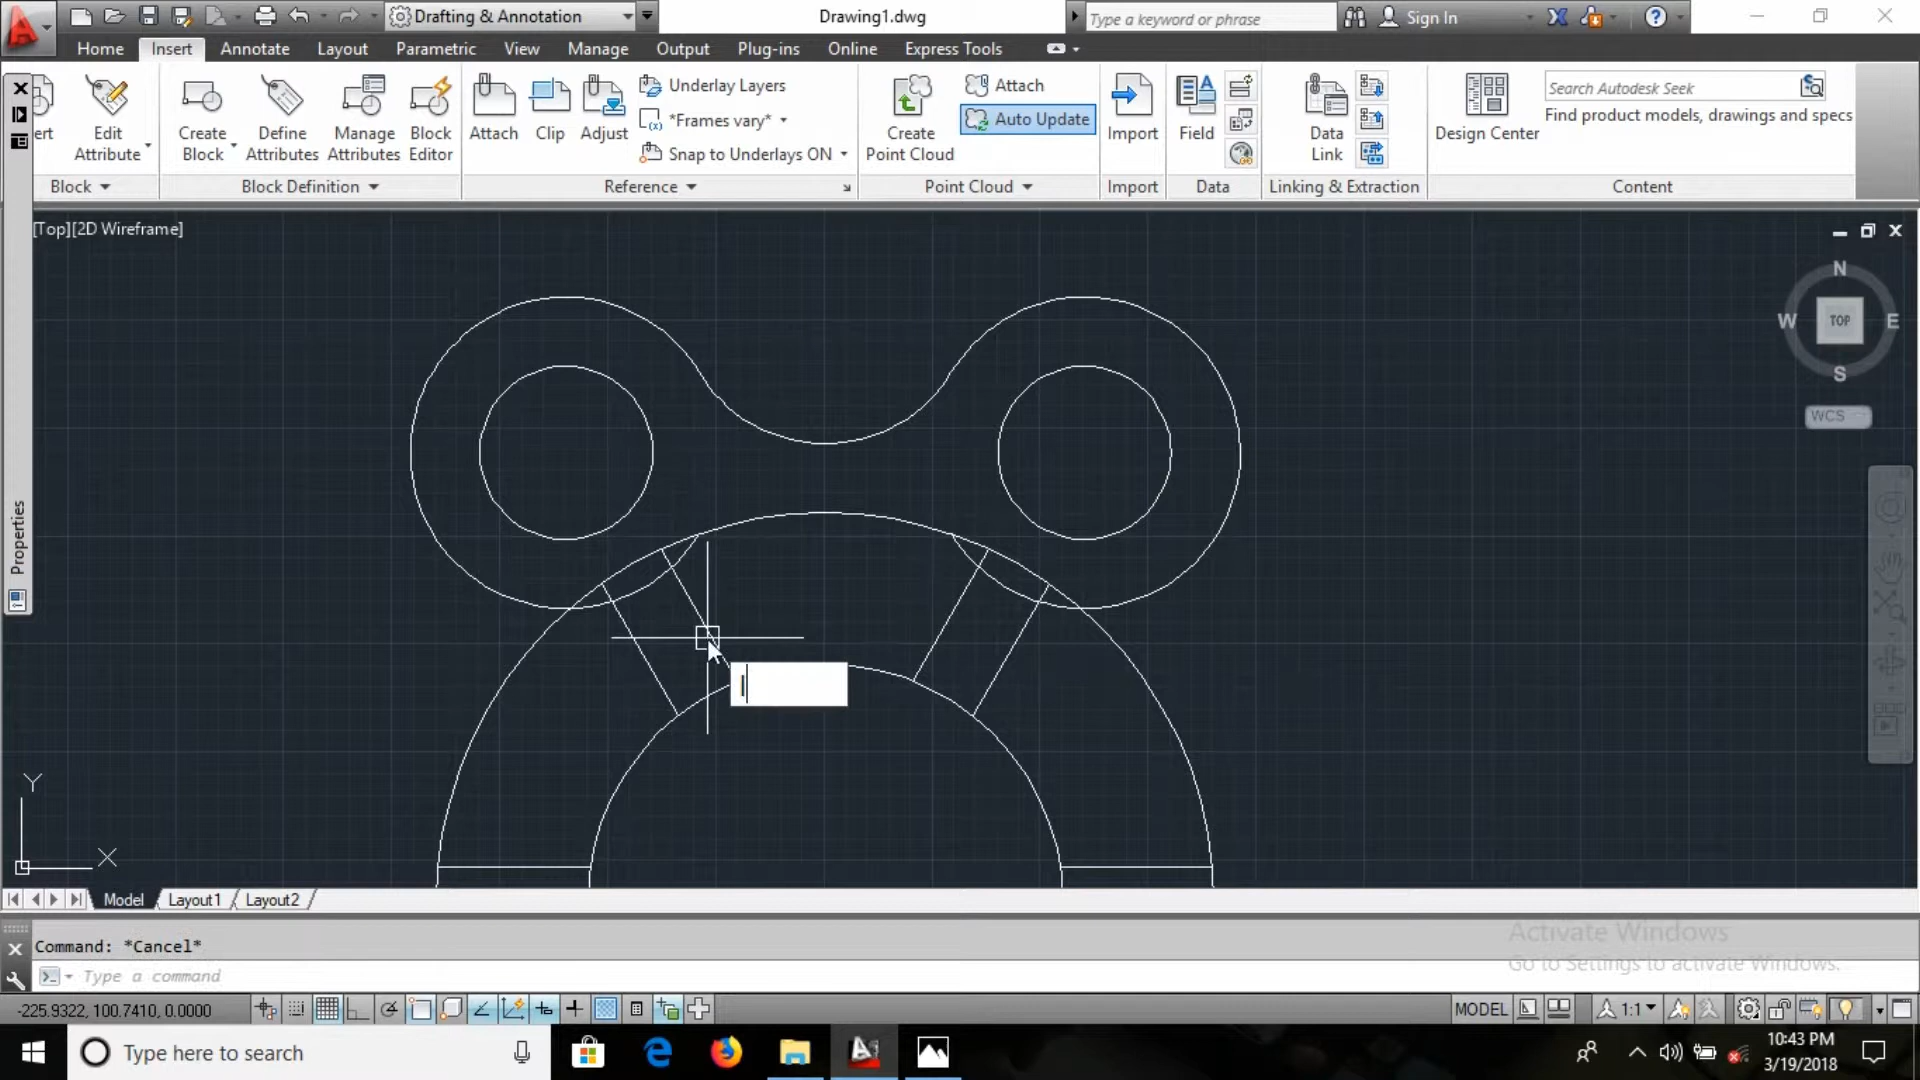 Drafting & Annotation
Drawing1.dwg
Type a keyword or phrase
Sign In
Home Insert Annotate Layout Parametric View Manage Output Plug-ins Online Express Tools
ert
Edit
Attribute
Block
Create
Block
Define
Attributes
Manage
Attributes
Block
Editor
Block Definition
Attach
Clip
Adjust
Underlay Layers
*Frames vary*
Snap to Underlays ON
Reference
Create
Point Cloud
Attach
Auto Update
Point Cloud
Import
Import
Field
Data
Data
Link
Linking & Extraction
Design Center
Search Autodesk Seek
Find product models, drawings and specs
Content
[Top][2D Wireframe]
N
W TOP E
S
WCS
Properties
l
Y
X
Model Layout1 Layout2
Command: *Cancel*
Type a command
Activate Windows
Go to Settings to activate Windows.
-225.9322, 100.7410, 0.0000
MODEL
1:1
Type here to search
10:43 PM
3/19/2018